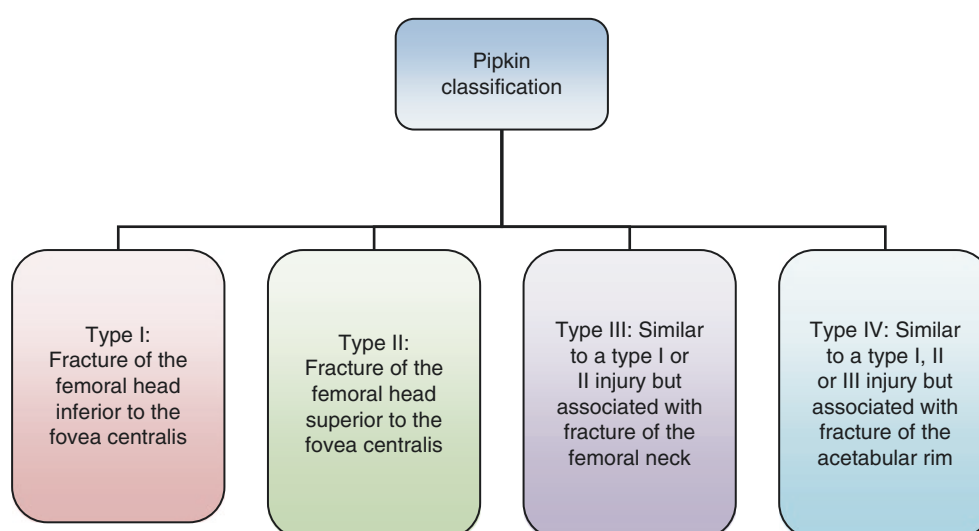 Pipkin
classification
Type I:
Fracture of the
femoral head
inferior to the
fovea centralis
Type II:
Fracture of the
femoral head
superior to the
fovea centralis
Type III: Similar
to a type I or
II injury but
associated with
fracture of the
femoral neck
Type IV: Similar
to a type I, II
or III injury but
associated with
fracture of the
acetabular rim